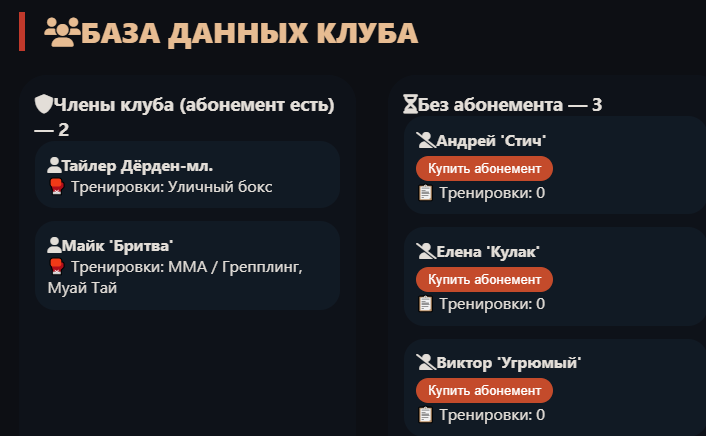 БАЗА ДАННЫХ КЛУБА
Члены клуба (абонемент есть)
— 2
Тайлер Дёрден-мл.
Тренировки: Уличный бокс
Майк 'Бритва'
Тренировки: ММА / Грепплинг,
Муай Тай
Без абонемента — 3
Андрей 'Стич'
Купить абонемент
Тренировки: 0
Елена 'Кулак'
Купить абонемент
Тренировки: 0
Виктор 'Угрюмый'
Купить абонемент
Тренировки: 0